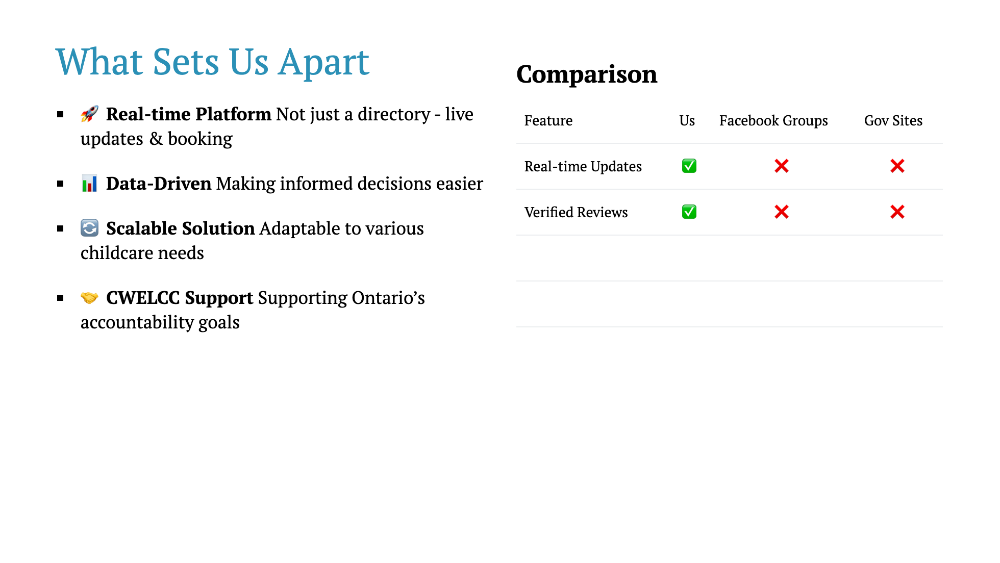 What Sets Us Apart
🚀 Real-time Platform Not just a directory - live
updates & booking
📊 Data-Driven Making informed decisions easier
🔄 Scalable Solution Adaptable to various
childcare needs
🤝 CWELCC Support Supporting Ontario’s
accountability goals
Comparison
Feature Us Facebook Groups Gov Sites
Real-time Updates ✅ ❌ ❌
Verified Reviews ✅ ❌ ❌